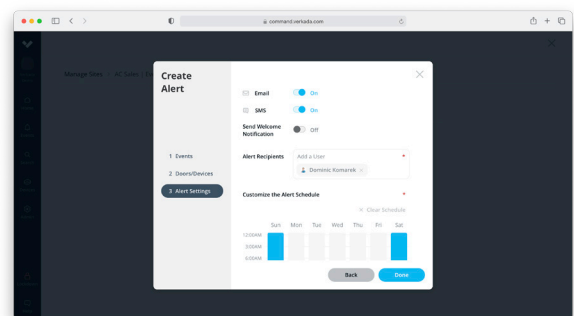 command.verkada.com
Manage Sites
AC Sales
Create
Alert
Email On
SMS On
Send Welcome
Notification
Off
1 Events
2 Doors/Devices
3 Alert Settings
Alert Recipients
Add a User *
Dominic Komarek ×
Customize the Alert Schedule *
× Clear Schedule
Sun Mon Tue Wed Thu Fri Sat
12:00AM
3:00AM
6:00AM
Back Done